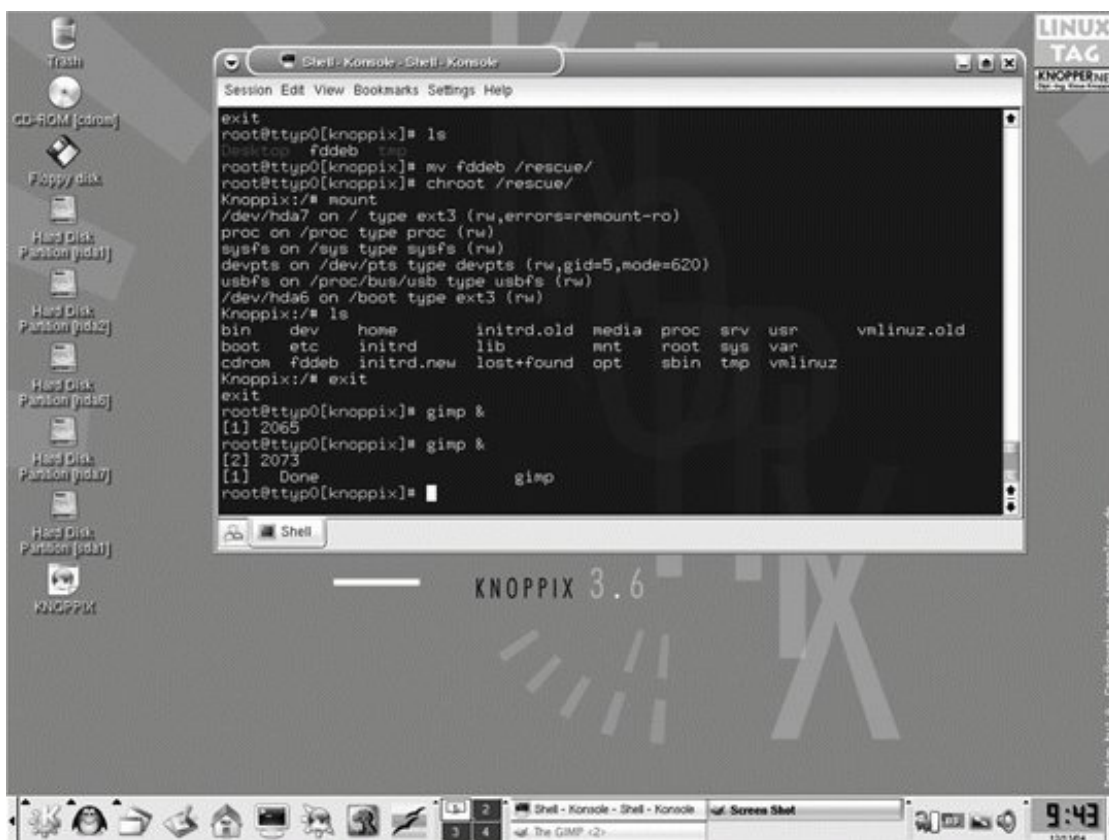 Trash
CD-ROM [cdrom]
Floppy disk
Hard Disk
Partition [hda1]
Hard Disk
Partition [hda2]
Hard Disk
Partition [hda6]
Hard Disk
Partition [hda7]
Hard Disk
Partition [sda1]
KNOPPIX
LINUX
TAG
KNOPPERNE
Shell - Konsole - Shell - Konsole
Session Edit View Bookmarks Settings Help
exit
root@ttyp0[knoppix]# ls
Desktop fddeb tmp
root@ttyp0[knoppix]# mv fddeb /rescue/
root@ttyp0[knoppix]# chroot /rescue/
Knoppix:/# mount
/dev/hda7 on / type ext3 (rw,errors=remount-ro)
proc on /proc type proc (rw)
sysfs on /sys type sysfs (rw)
devpts on /dev/pts type devpts (rw,gid=5,mode=620)
usbfs on /proc/bus/usb type usbfs (rw)
/dev/hda6 on /boot type ext3 (rw)
Knoppix:/# ls
bin dev home initrd.old media proc srv usr vmlinuz.old
boot etc initrd lib mnt root sys var
cdrom fddeb initrd.new lost+found opt sbin tmp vmlinuz
Knoppix:/# exit
exit
root@ttyp0[knoppix]# gimp &
[1] 2065
root@ttyp0[knoppix]# gimp &
[2] 2073
[1] Done gimp
root@ttyp0[knoppix]#
Shell
KNOPPIX 3.6
2
3 4
Shell - Konsole - Shell - Konsole
Screen Shot
The GIMP <2>
9:43